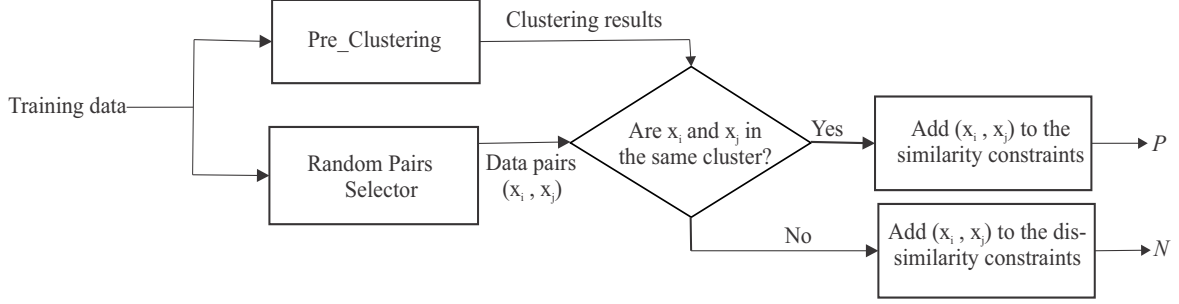 Clustering results
Pre_Clustering
Training data
Are xᵢ and xⱼ in
the same cluster?
Yes
Add (xᵢ , xⱼ) to the
similarity constraints
P
Random Pairs
Selector
Data pairs
(xᵢ , xⱼ)
No
Add (xᵢ , xⱼ) to the dis-
similarity constraints
N